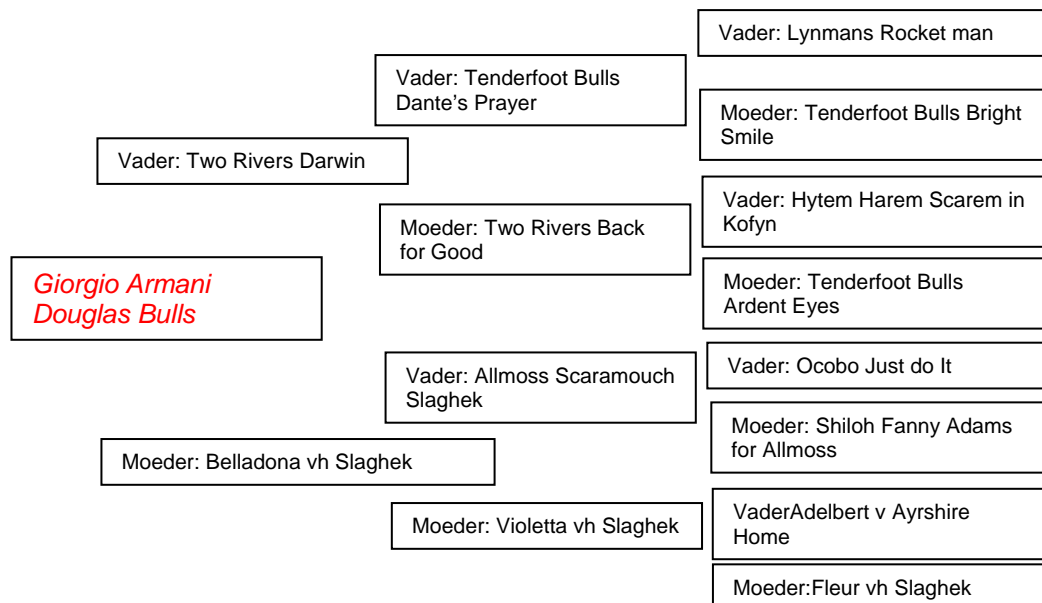 Vader: Lynmans Rocket man
Vader: Tenderfoot Bulls
Dante’s Prayer
Moeder: Tenderfoot Bulls Bright
Smile
Vader: Two Rivers Darwin
Vader: Hytem Harem Scarem in
Kofyn
Moeder: Two Rivers Back
for Good
Giorgio Armani
Douglas Bulls
Moeder: Tenderfoot Bulls
Ardent Eyes
Vader: Ocobo Just do It
Vader: Allmoss Scaramouch
Slaghek
Moeder: Shiloh Fanny Adams
for Allmoss
Moeder: Belladona vh Slaghek
VaderAdelbert v Ayrshire
Home
Moeder: Violetta vh Slaghek
Moeder:Fleur vh Slaghek